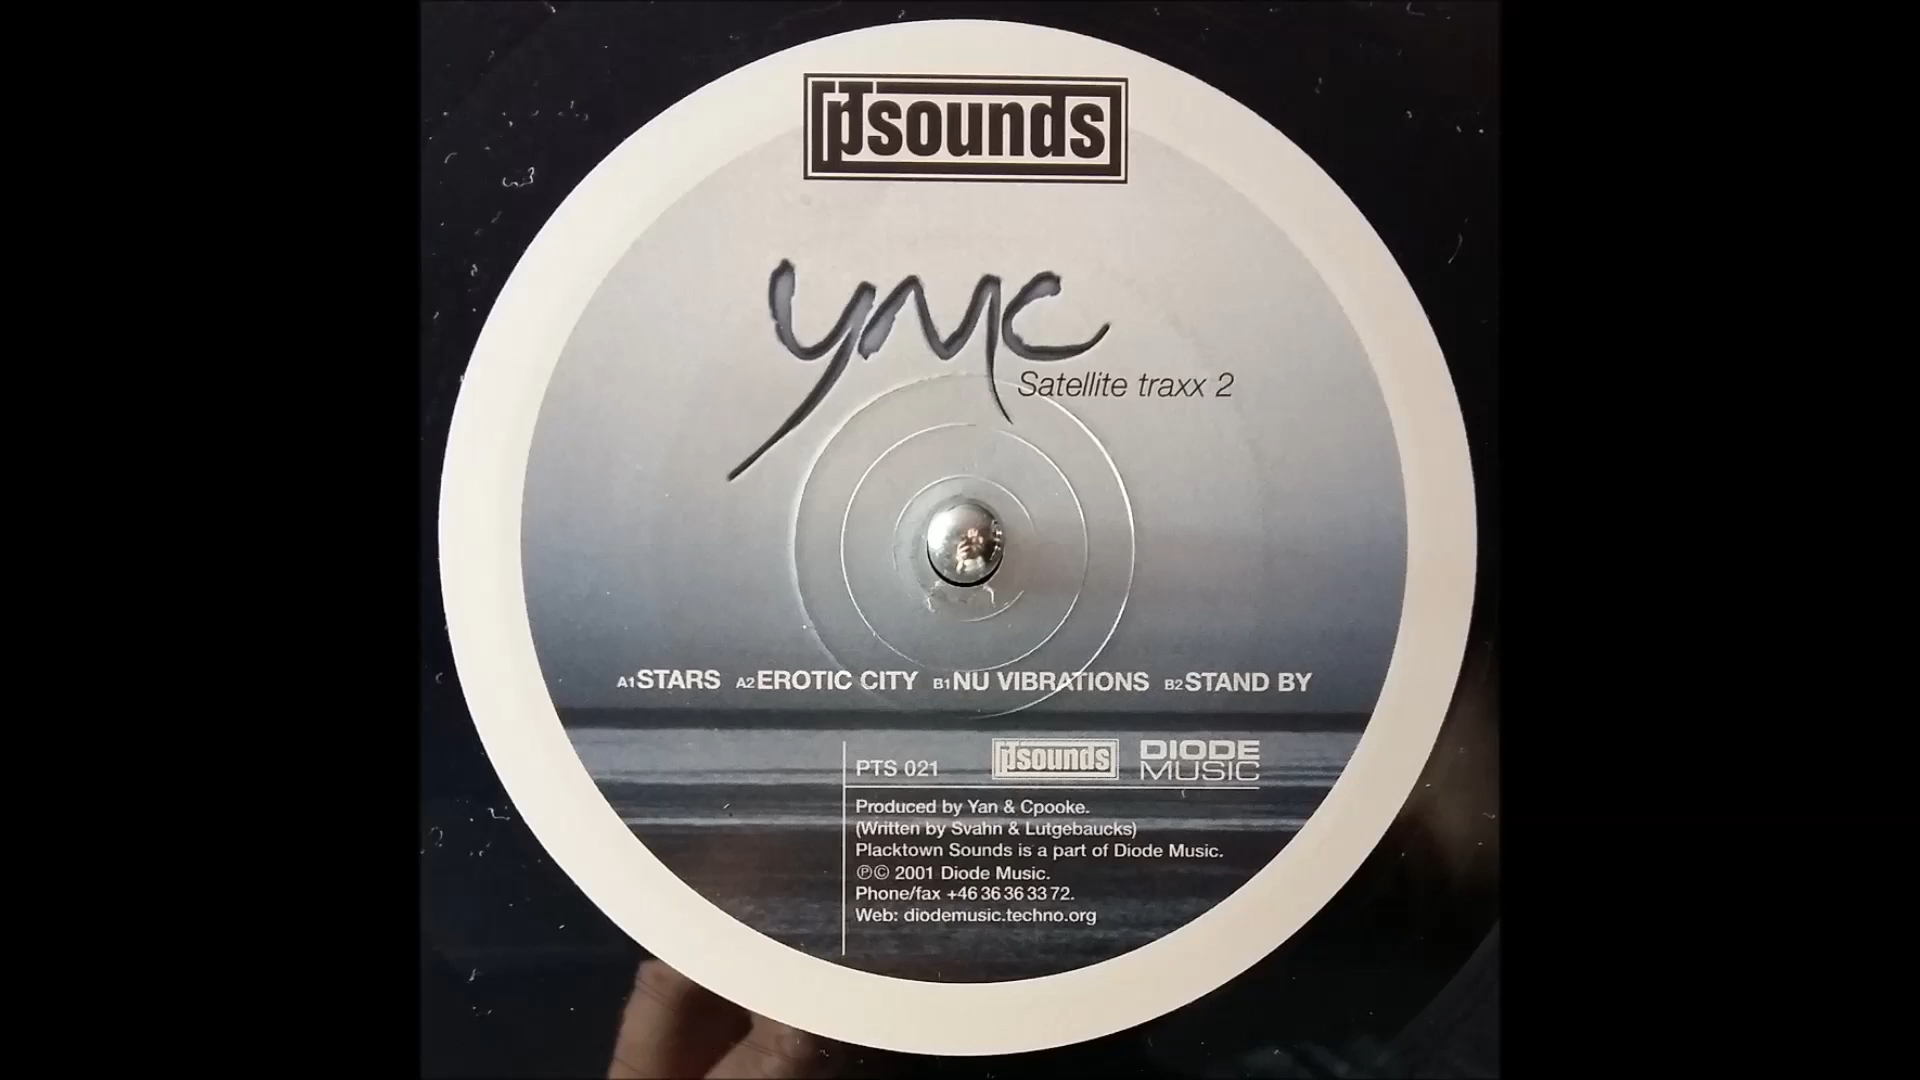 ptsounds
ymc
Satellite traxx 2
A1 STARS A2 EROTIC CITY B1 NU VIBRATIONS B2 STAND BY
PTS 021 ptsounds DIODE MUSIC
Produced by Yan & Cpooke.
(Written by Svahn & Lutgebaucks)
Placktown Sounds is a part of Diode Music.
℗© 2001 Diode Music.
Phone/fax +46 36 36 33 72.
Web: diodemusic.techno.org